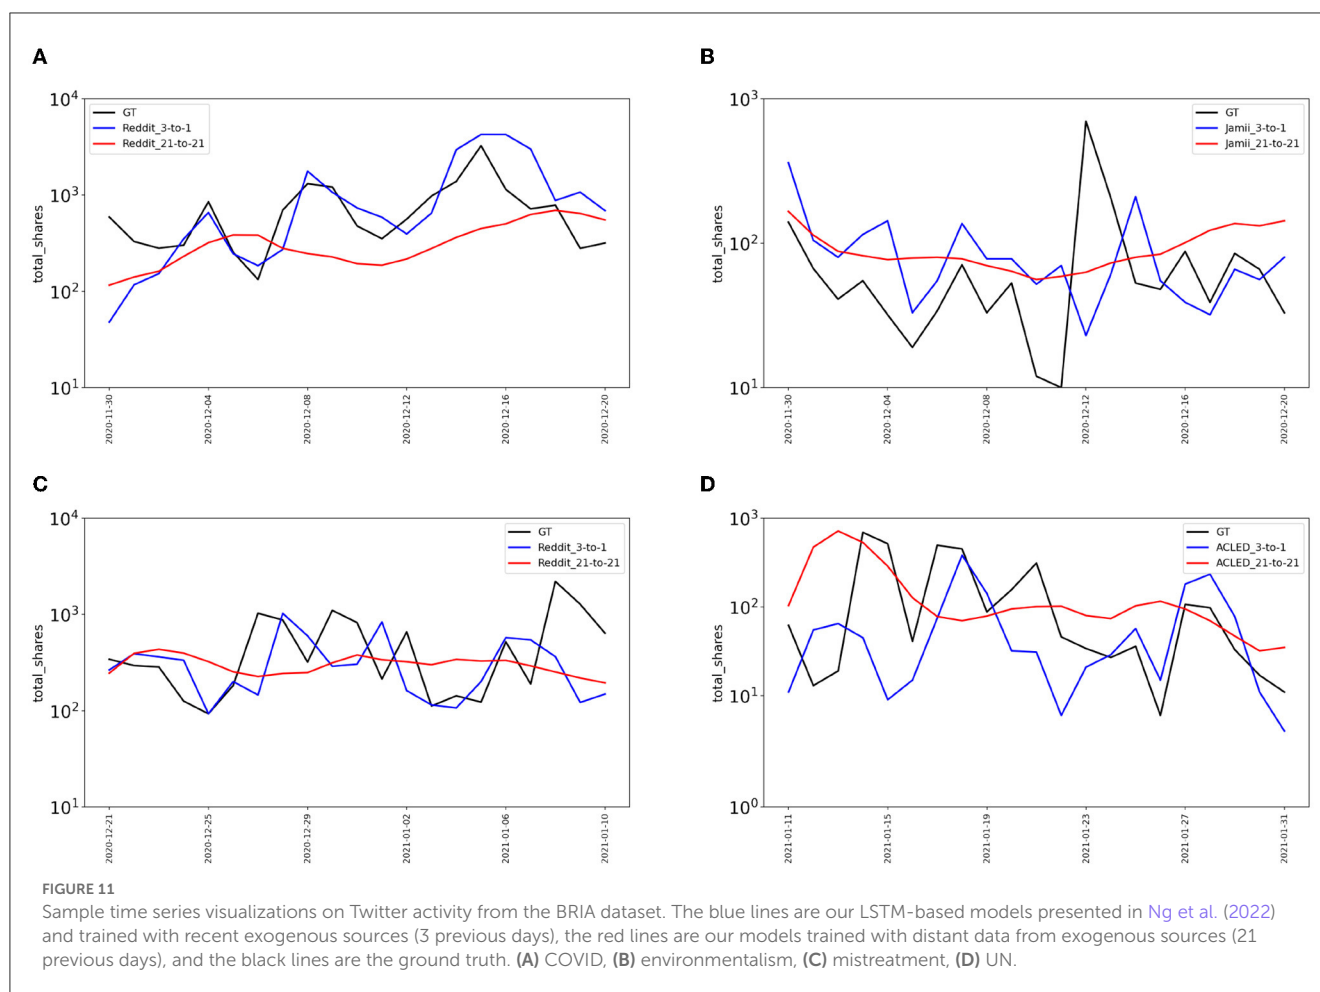 A
total_shares
10^4
10^3
10^2
10^1
GT
Reddit_3-to-1
Reddit_21-to-21
2020-11-30
2020-12-04
2020-12-08
2020-12-12
2020-12-16
2020-12-20
B
total_shares
10^3
10^2
10^1
GT
Jamii_3-to-1
Jamii_21-to-21
2020-11-30
2020-12-04
2020-12-08
2020-12-12
2020-12-16
2020-12-20
C
total_shares
10^4
10^3
10^2
10^1
GT
Reddit_3-to-1
Reddit_21-to-21
2020-12-21
2020-12-25
2020-12-29
2021-01-02
2021-01-06
2021-01-10
D
total_shares
10^3
10^2
10^1
10^0
GT
ACLED_3-to-1
ACLED_21-to-21
2021-01-11
2021-01-15
2021-01-19
2021-01-23
2021-01-27
2021-01-31
FIGURE 11
Sample time series visualizations on Twitter activity from the BRIA dataset. The blue lines are our LSTM-based models presented in Ng et al. (2022)
and trained with recent exogenous sources (3 previous days), the red lines are our models trained with distant data from exogenous sources (21
previous days), and the black lines are the ground truth. (A) COVID, (B) environmentalism, (C) mistreatment, (D) UN.